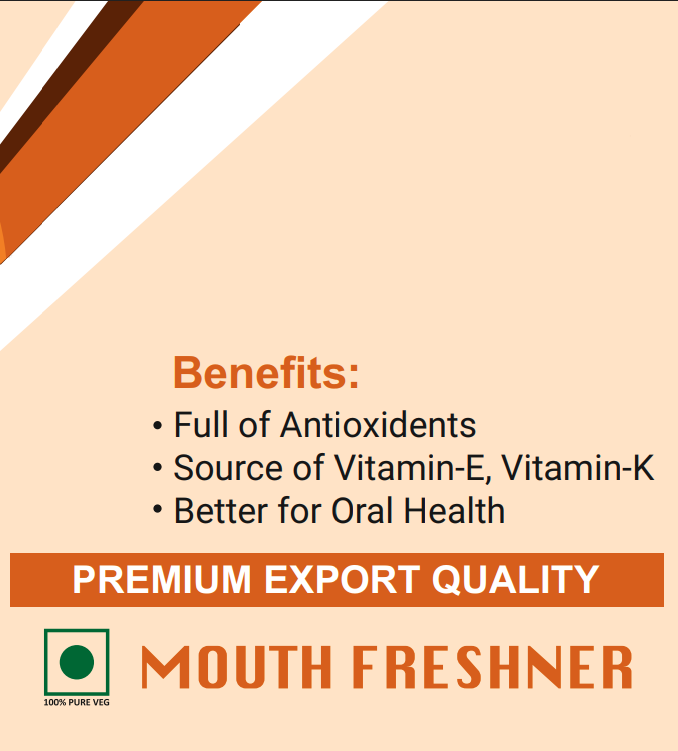 Benefits:
• Full of Antioxidents
• Source of Vitamin-E, Vitamin-K
• Better for Oral Health
PREMIUM EXPORT QUALITY
MOUTH FRESHNER
100% PURE VEG